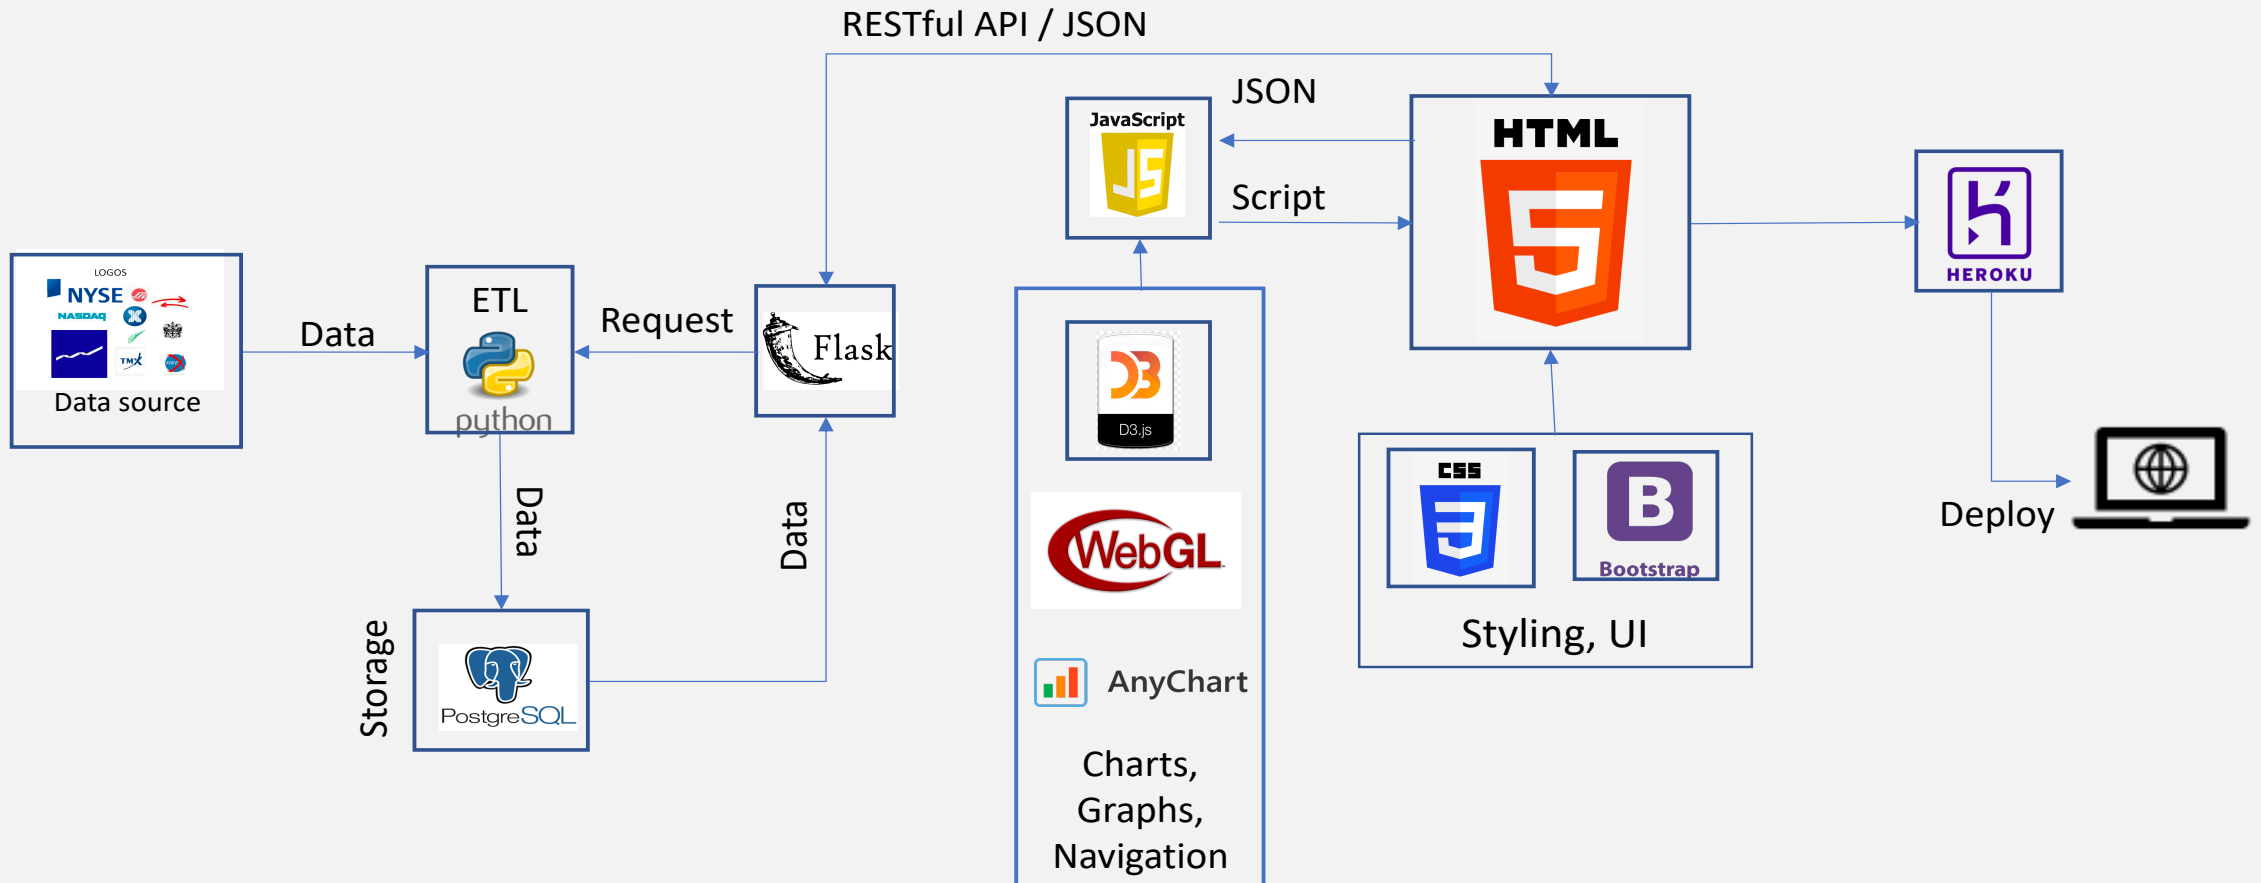 RESTful API / JSON
JSON
JavaScript
JS
Script
HTML
HEROKU
LOGOS
NYSE
NASDAQ
TMX
Data source
Data
ETL
python
Request
Flask
Data
Data
Storage
PostgreSQL
D3.js
WebGL
AnyChart
Charts,
Graphs,
Navigation
CSS
B
Bootstrap
Styling, UI
Deploy